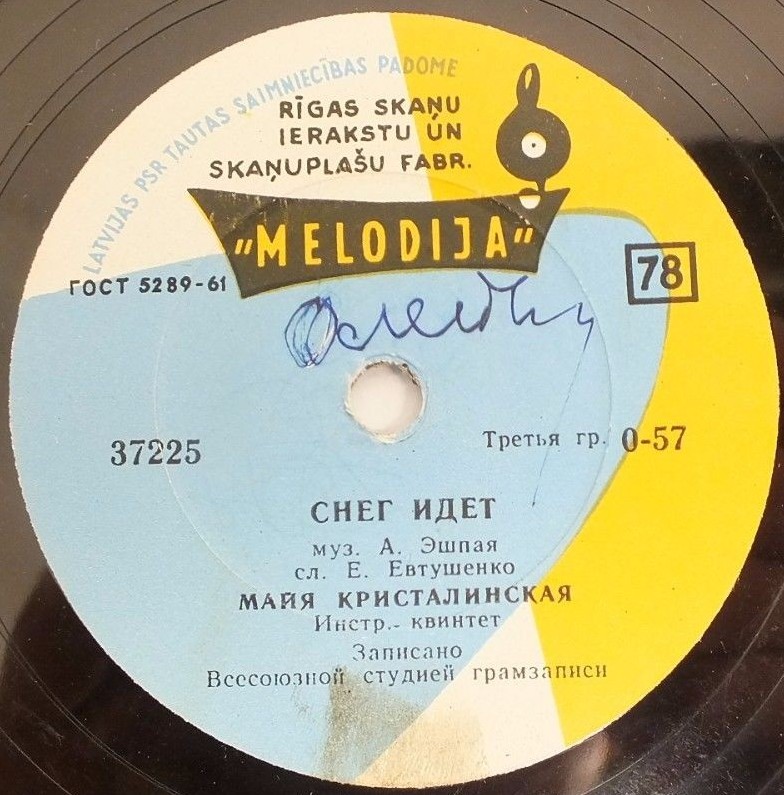 LATVIJAS PSR TAUTAS SAIMNIECĪBAS PADOME
RĪGAS SKAŅU
IERAKSTU UN
SKAŅUPLAŠU FABR.
"MELODIJA"
ГОСТ 5289-61
78
37225
Третья гр. 0-57
СНЕГ ИДЕТ
муз. А. Эшпая
сл. Е. Евтушенко
МАЙЯ КРИСТАЛИНСКАЯ
Инстр.- квинтет
Записано
Всесоюзной студией грамзаписи